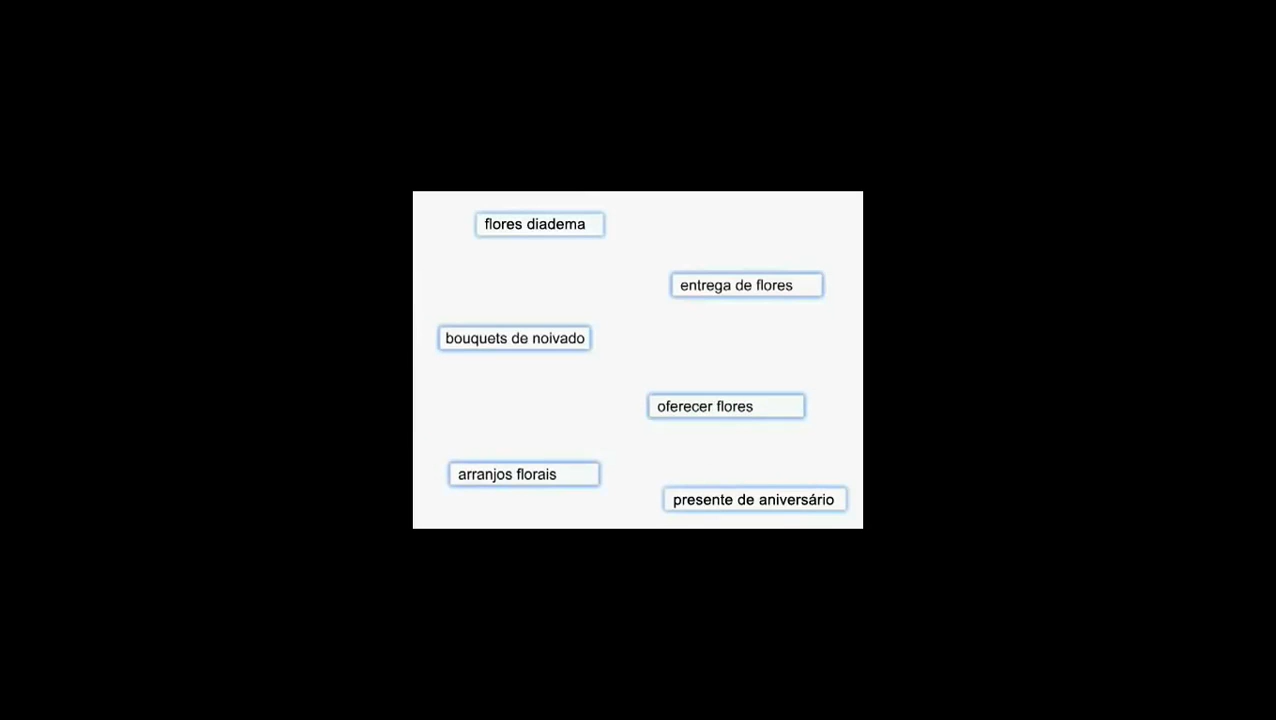 flores diadema
entrega de flores
bouquets de noivado
oferecer flores
arranjos florais
presente de aniversário